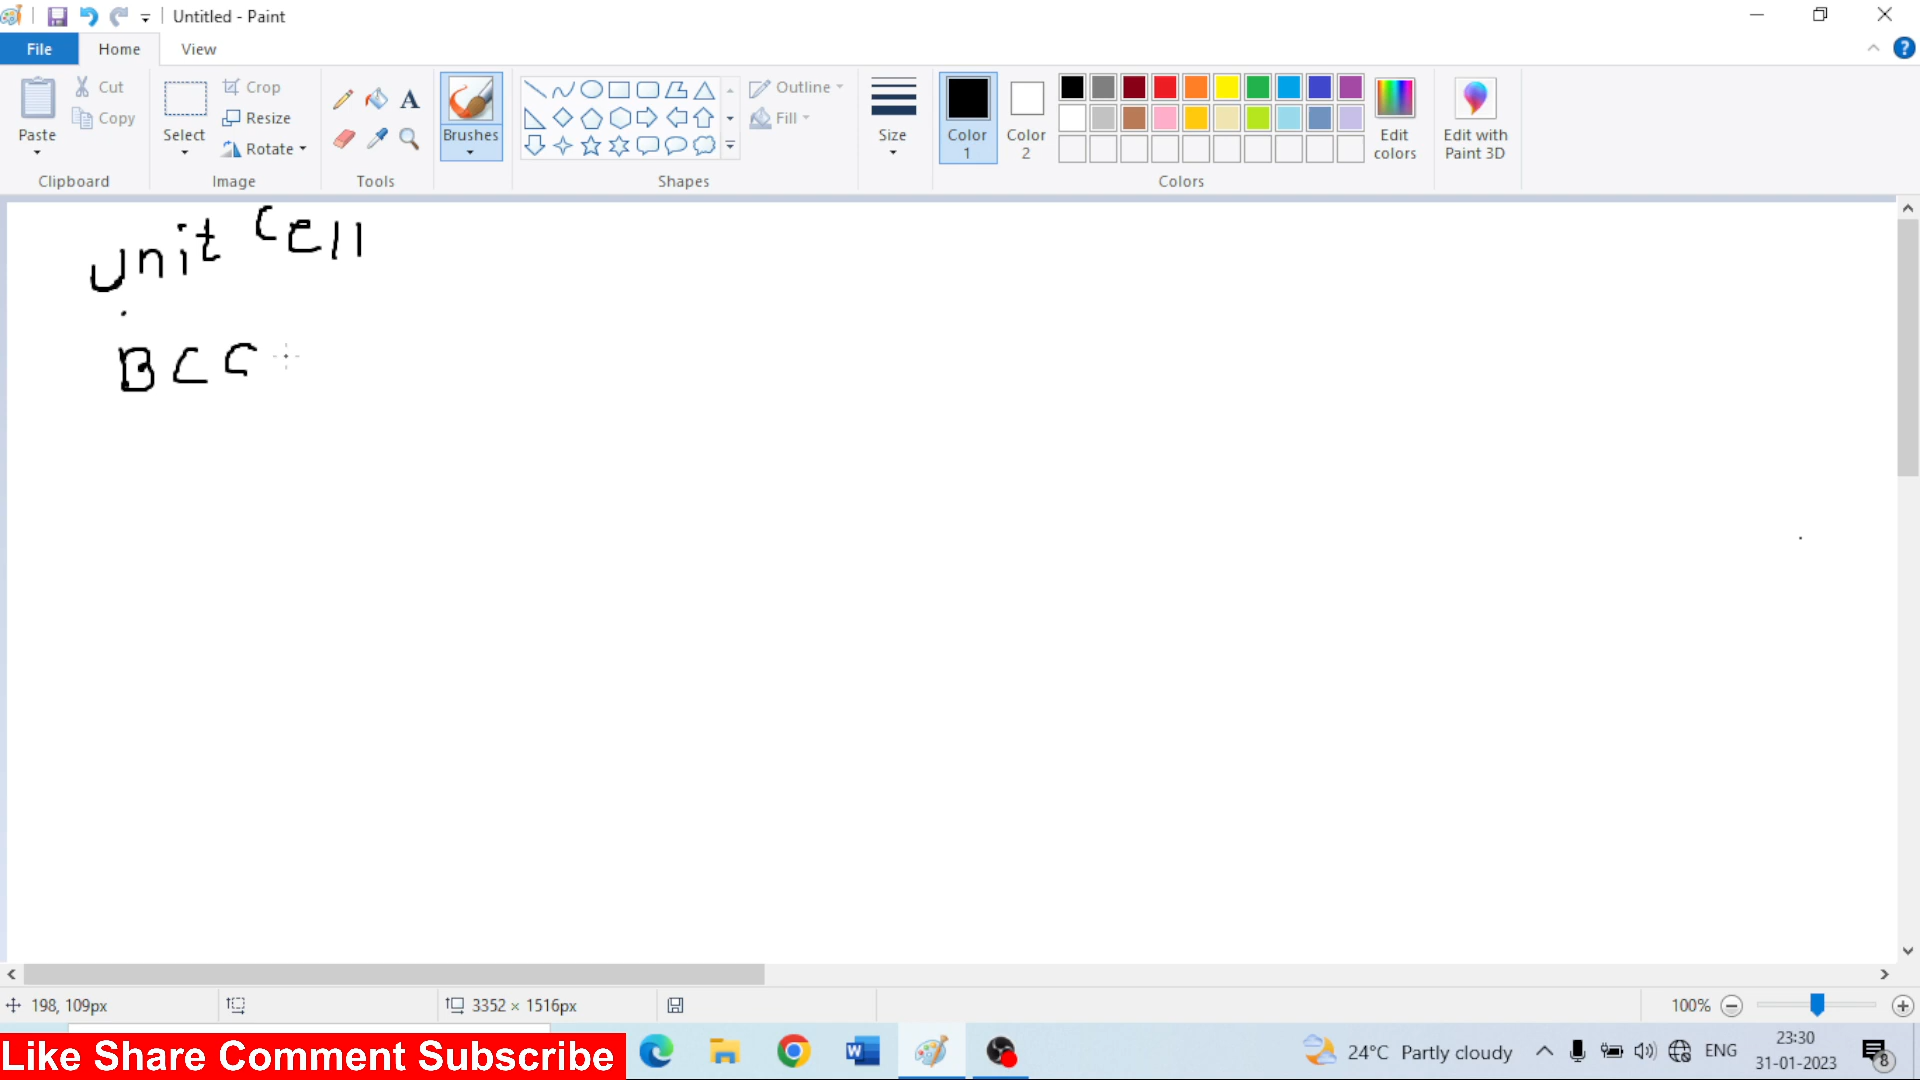 Untitled - Paint
File Home View
Cut
Copy
Paste
Clipboard
Crop
Resize
Rotate
Select
Image
Tools
A
Brushes
Shapes
Outline
Fill
Size
Color 1
Color 2
Colors
Edit colors
Edit with Paint 3D
Unit Cell
BCC
198, 109px
3352 × 1516px
100%
Like Share Comment Subscribe
24°C Partly cloudy
ENG
23:30
31-01-2023
8